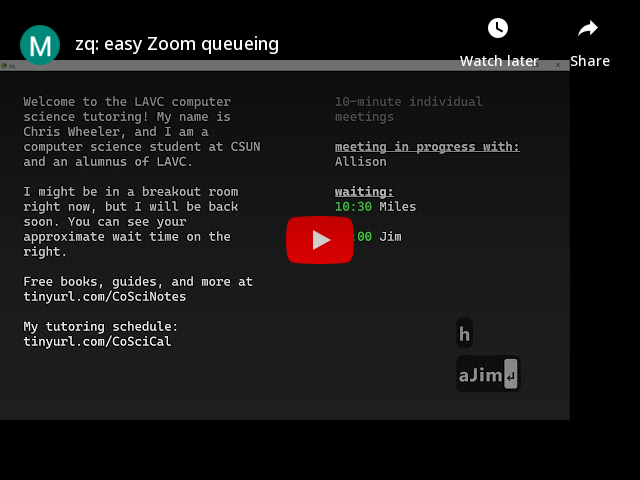 M
zq: easy Zoom queueing
Watch later
Share
zq
Welcome to the LAVC computer
science tutoring! My name is
Chris Wheeler, and I am a
computer science student at CSUN
and an alumnus of LAVC.
I might be in a breakout room
right now, but I will be back
soon. You can see your
approximate wait time on the
right.
Free books, guides, and more at
tinyurl.com/CoSciNotes
My tutoring schedule:
tinyurl.com/CoSciCal
10-minute individual
meetings
meeting in progress with:
Allison
waiting:
10:30 Miles
:00 Jim
h
aJim↵